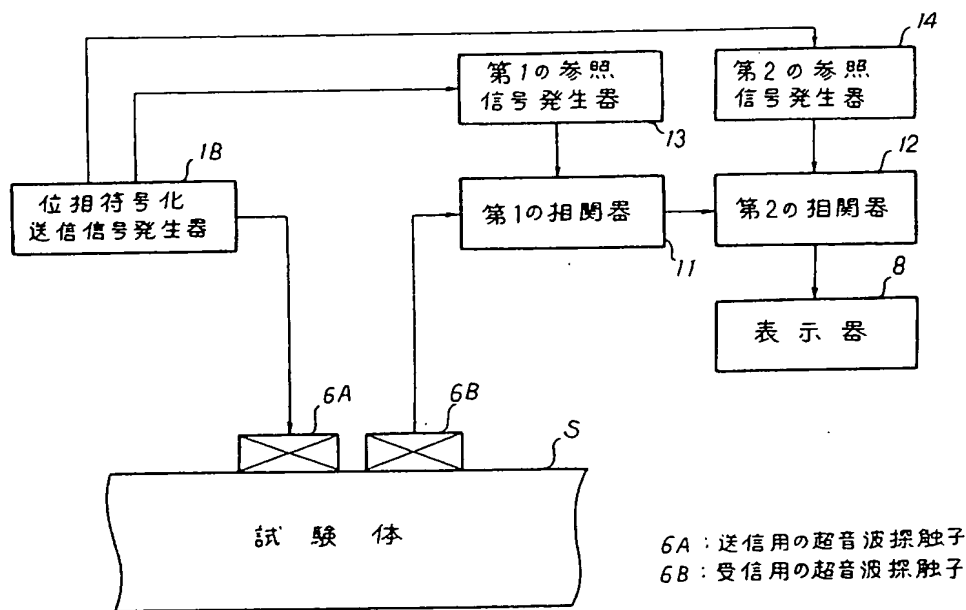 14
第1の参照
信号発生器
13
第2の参照
信号発生器
1B
位相符号化
送信信号発生器
第1の相関器
11
12
第2の相関器
8
表示器
6A
6B
S
試験体
6A：送信用の超音波探触子
6B：受信用の超音波探触子